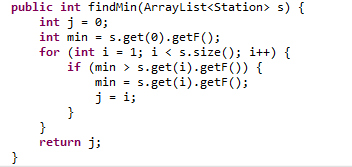 public int findMin(ArrayList<Station> s) {
    int j = 0;
    int min = s.get(0).getF();
    for (int i = 1; i < s.size(); i++) {
        if (min > s.get(i).getF()) {
            min = s.get(i).getF();
            j = i;
        }
    }
    return j;
}